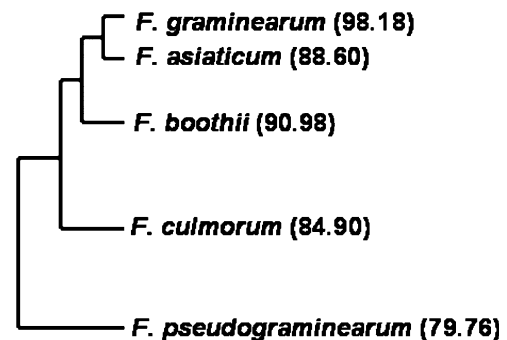 F. graminearum (98.18)
F. asiaticum (88.60)
F. boothii (90.98)
F. culmorum (84.90)
F. pseudograminearum (79.76)